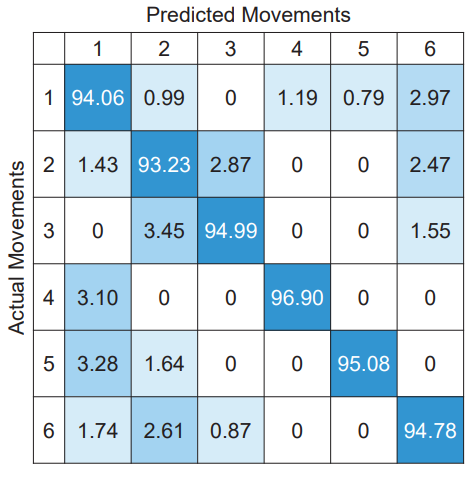 Predicted Movements
1 2 3 4 5 6
1 94.06 0.99 0 1.19 0.79 2.97
2 1.43 93.23 2.87 0 0 2.47
3 0 3.45 94.99 0 0 1.55
4 3.10 0 0 96.90 0 0
5 3.28 1.64 0 0 95.08 0
6 1.74 2.61 0.87 0 0 94.78
Actual Movements